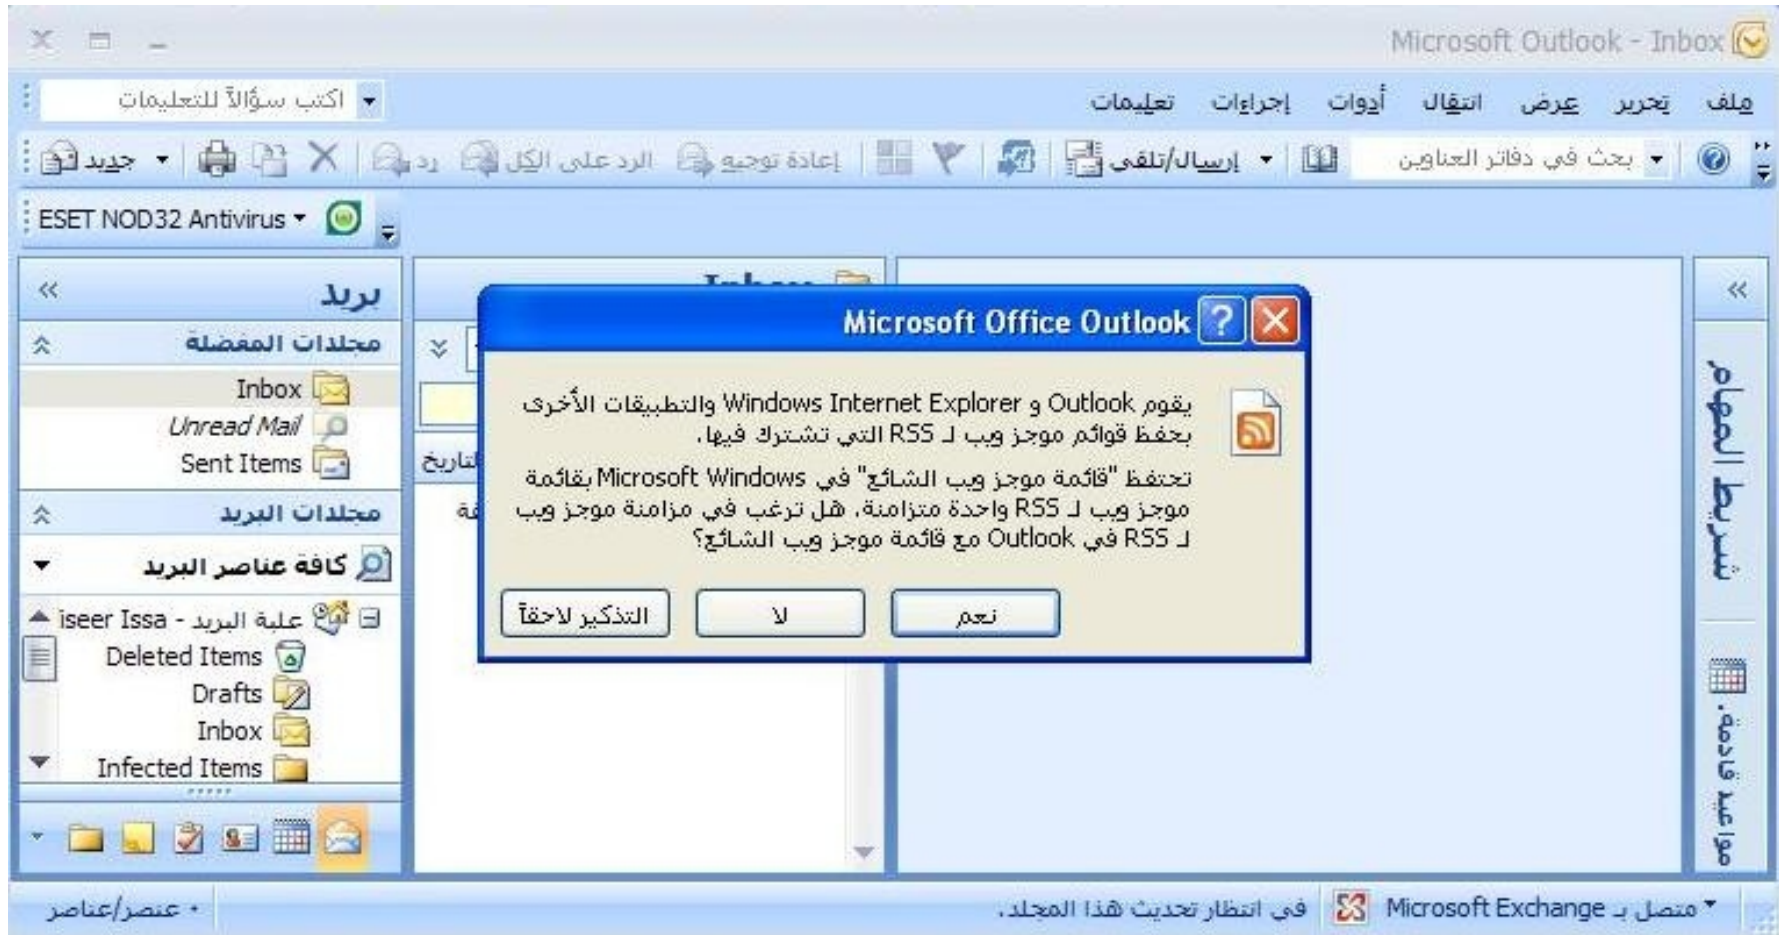 Microsoft Outlook - Inbox
ملف تحرير عرض انتقال أدوات إجراءات تعليمات
اكتب سؤالاً للتعليمات
جديد رد الرد على الكل إعادة توجيه إرسال/تلقي بحث في دفاتر العناوين
ESET NOD32 Antivirus
بريد
مجلدات المفضلة
Inbox
Unread Mail
Sent Items
مجلدات البريد
كافة عناصر البريد
علبة البريد - iseer Issa
Deleted Items
Drafts
Inbox
Infected Items
Inbox
Microsoft Office Outlook
يقوم Outlook و Windows Internet Explorer والتطبيقات الأخرى
بحفظ قوائم موجز ويب لـ RSS التي تشترك فيها.
تحتفظ "قائمة موجز ويب الشائع" في Microsoft Windows بقائمة
موجز ويب لـ RSS واحدة متزامنة. هل ترغب في مزامنة موجز ويب
لـ RSS في Outlook مع قائمة موجز ويب الشائع؟
نعم
لا
التذكير لاحقاً
شريط المهام
مواعيد قادمة.
متصل بـ Microsoft Exchange
في انتظار تحديث هذا المجلد.
٠ عنصر/عناصر